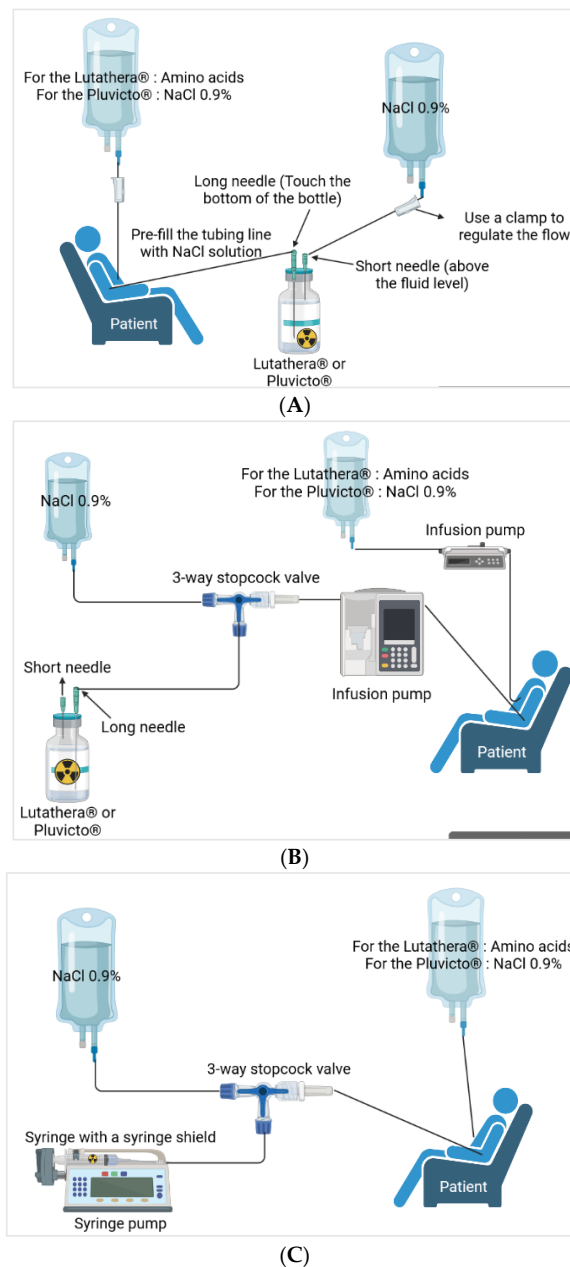 For the Lutathera® : Amino acids
For the Pluvicto® : NaCl 0.9%
NaCl 0.9%
Long needle (Touch the
bottom of the bottle)
Pre-fill the tubing line
with NaCl solution
Use a clamp to
regulate the flow
Short needle (above
the fluid level)
Patient
Lutathera® or
Pluvicto®
(A)
NaCl 0.9%
For the Lutathera® : Amino acids
For the Pluvicto® : NaCl 0.9%
Infusion pump
3-way stopcock valve
Short needle
Long needle
Infusion pump
Patient
Lutathera® or
Pluvicto®
(B)
NaCl 0.9%
For the Lutathera® : Amino acids
For the Pluvicto® : NaCl 0.9%
3-way stopcock valve
Syringe with a syringe shield
Patient
Syringe pump
(C)